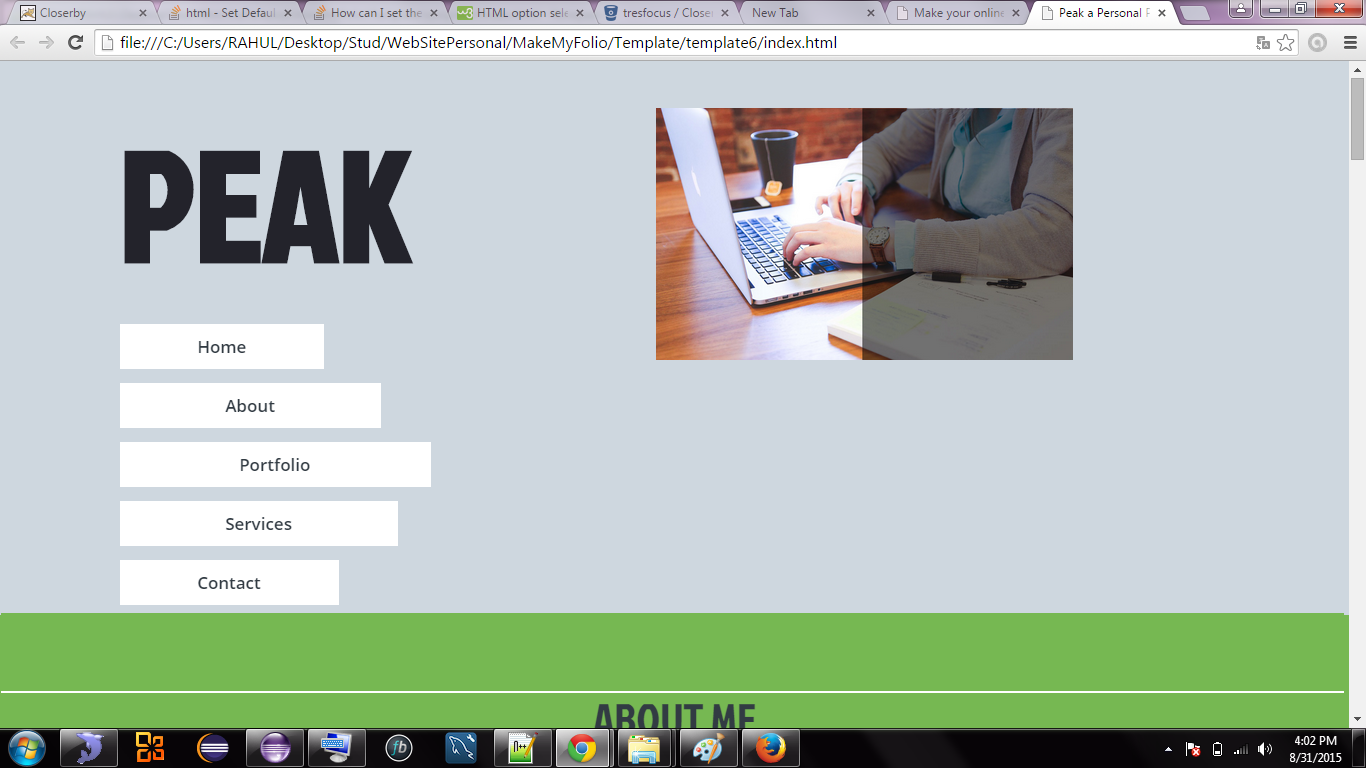 Closerby
html - Set Defaul
How can I set the
HTML option sele
tresfocus / Closer
New Tab
Make your online
Peak a Personal P
file:///C:/Users/RAHUL/Desktop/Stud/WebSitePersonal/MakeMyFolio/Template/template6/index.html
PEAK
Home
About
Portfolio
Services
Contact
ABOUT ME
4:02 PM
8/31/2015